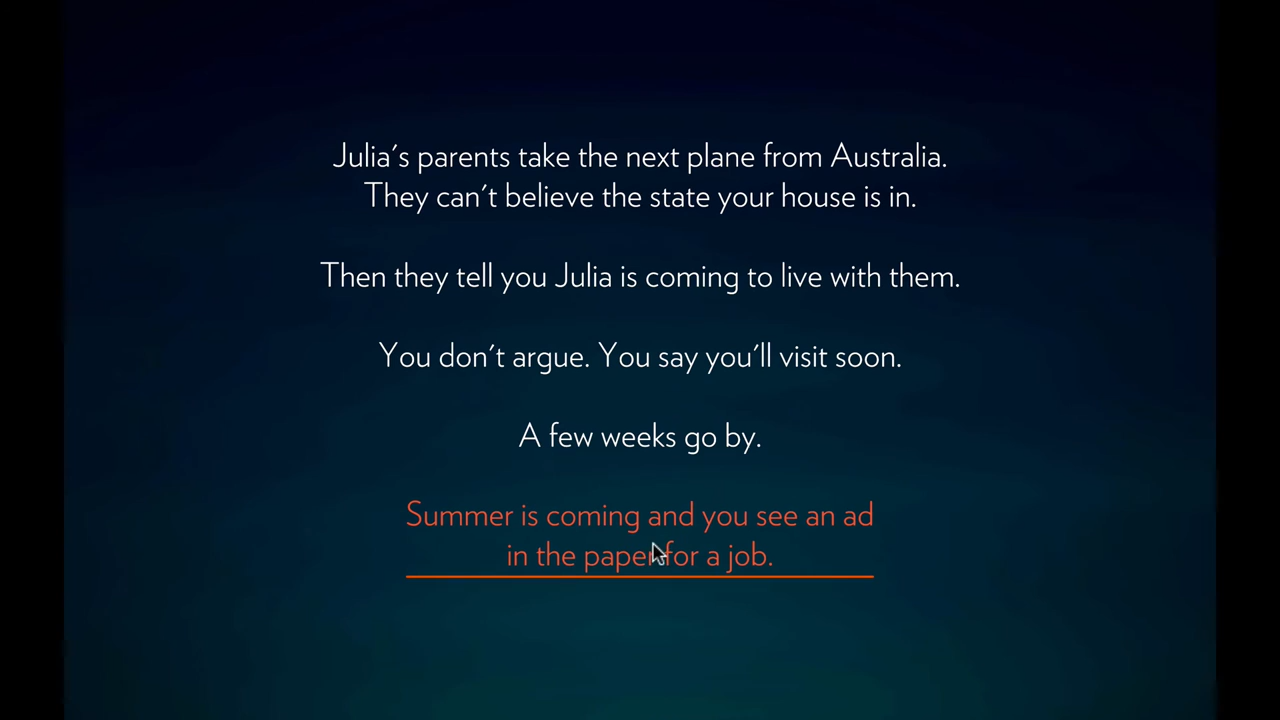 Julia's parents take the next plane from Australia.
They can't believe the state your house is in.
Then they tell you Julia is coming to live with them.
You don't argue. You say you'll visit soon.
A few weeks go by.
Summer is coming and you see an ad
in the paper for a job.